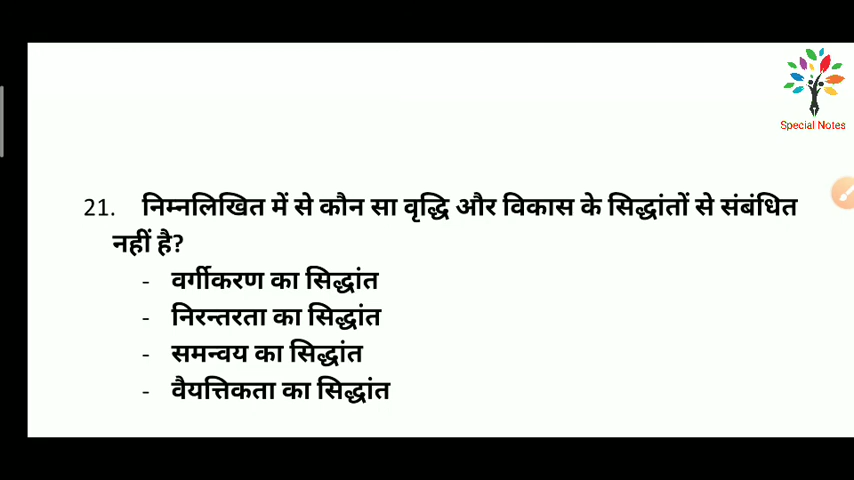 Special Notes
21. निम्नलिखित में से कौन सा वृद्धि और विकास के सिद्धांतों से संबंधित
नहीं है?
- वर्गीकरण का सिद्धांत
- निरन्तरता का सिद्धांत
- समन्वय का सिद्धांत
- वैयत्तिकता का सिद्धांत